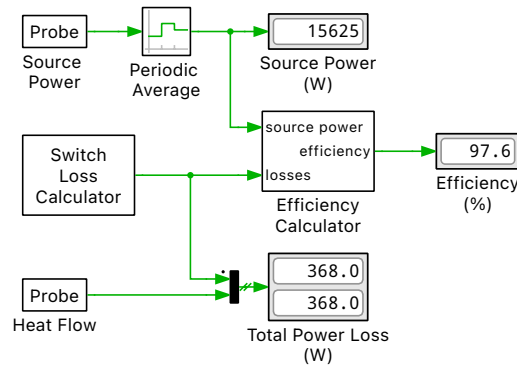 Probe
Source
Power
Periodic
Average
15625
Source Power
(W)
Switch
Loss
Calculator
source power
efficiency
losses
Efficiency
Calculator
97.6
Efficiency
(%)
Probe
Heat Flow
368.0
368.0
Total Power Loss
(W)